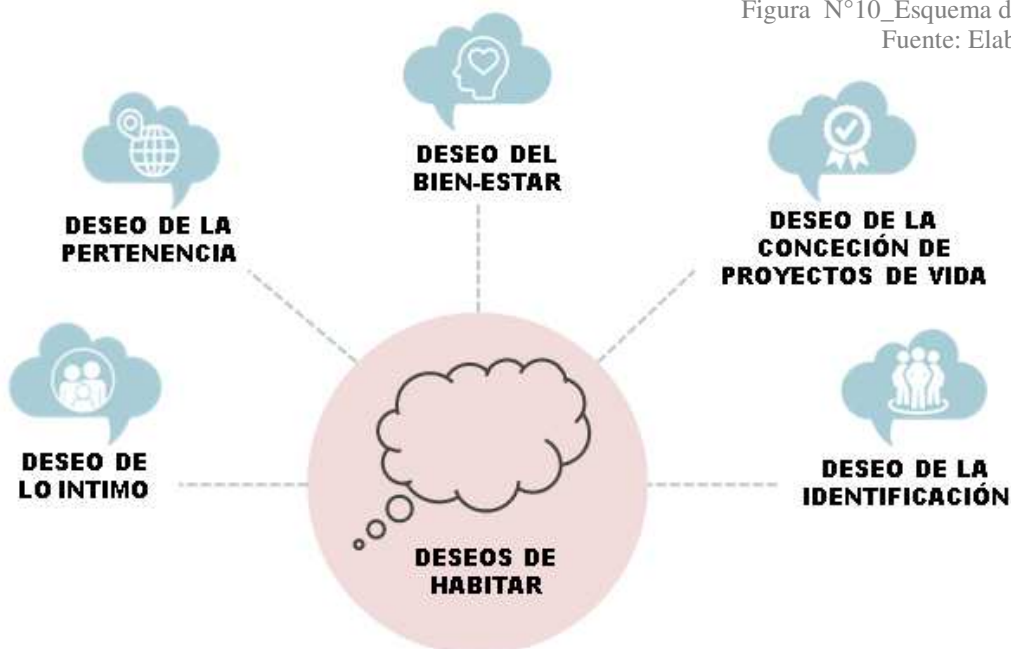 Figura N°10_Esquema d
Fuente: Elab
DESEO DEL
BIEN-ESTAR
DESEO DE LA
PERTENENCIA
DESEO DE LA
CONCECIÓN DE
PROYECTOS DE VIDA
DESEO DE
LO INTIMO
DESEO DE LA
IDENTIFICACIÓN
DESEOS DE
HABITAR